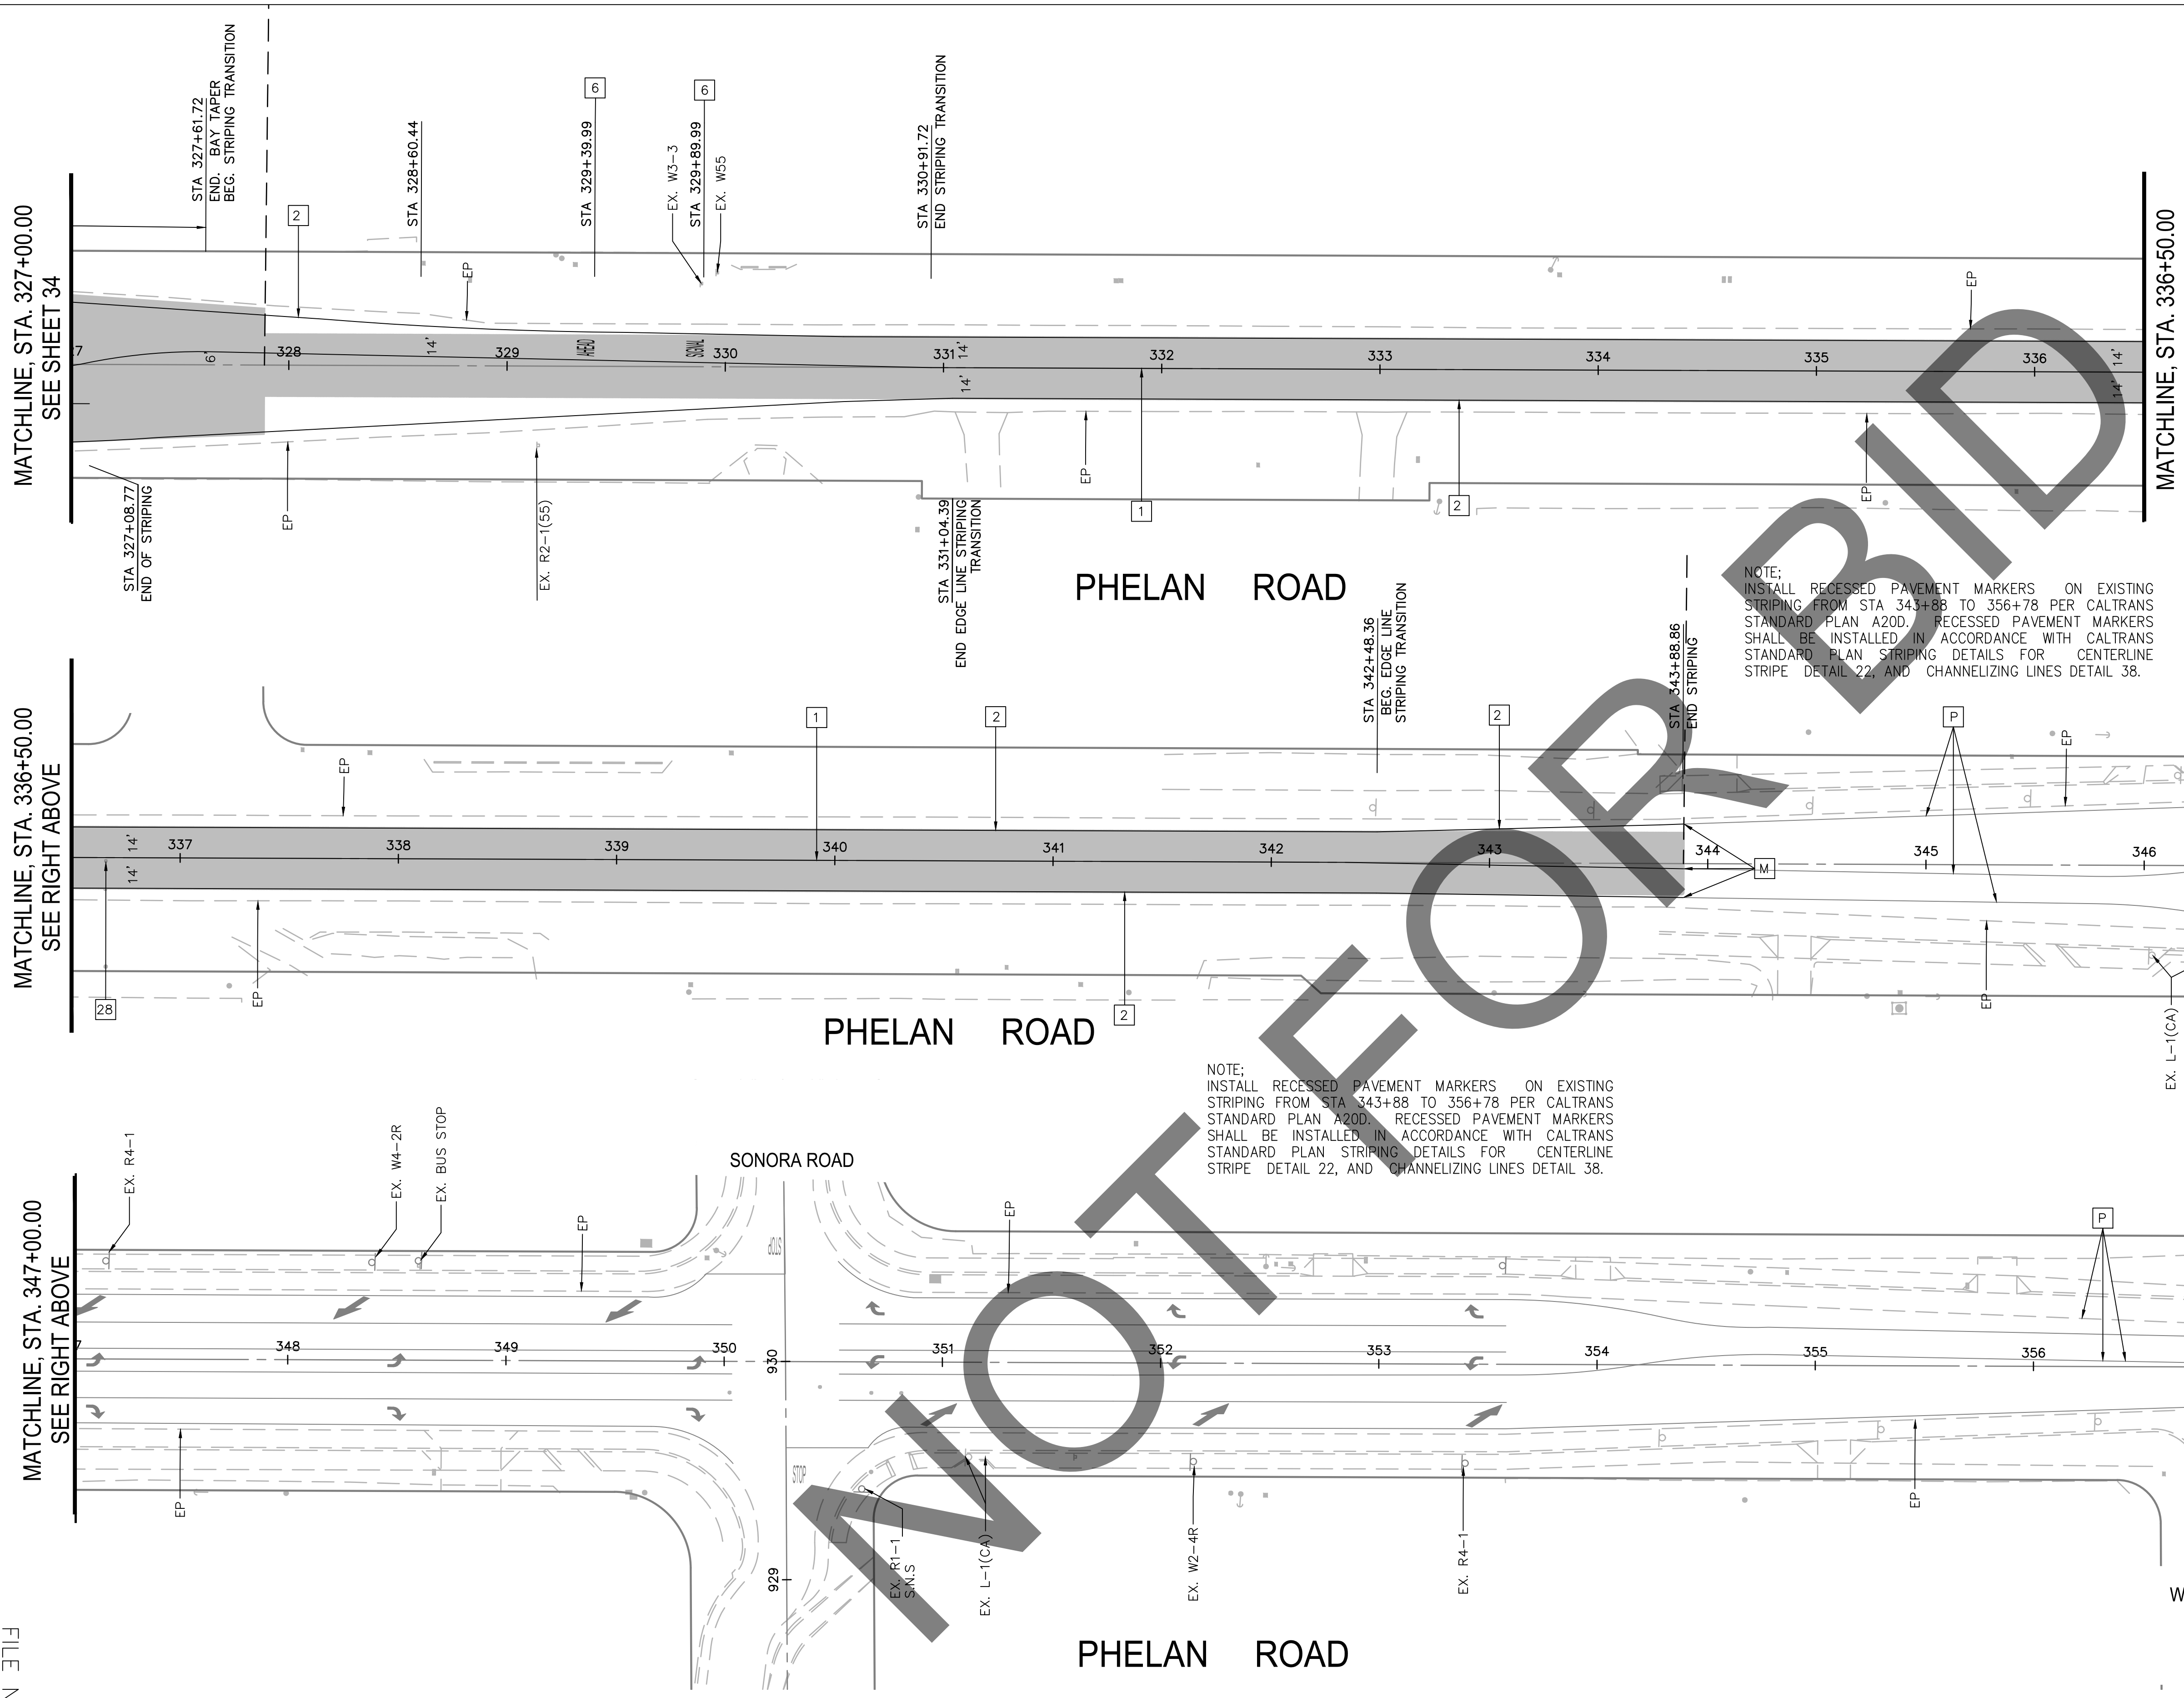 MATCHLINE, STA. 327+00.00
SEE SHEET 34
STA 327+61.72
END. BAY TAPER
BEG. STRIPING TRANSITION
2
STA 328+60.44
EP
6
STA 329+39.99
EX. W3-3
6
STA 329+89.99
EX. W55
STA 330+91.72
END STRIPING TRANSITION
EP
MATCHLINE, STA. 336+50.00
27
6'
328
14'
329
AHEAD
SIGNAL
330
331
14'
14'
332
333
334
335
336
14'
14'
STA 327+08.77
END OF STRIPING
EP
EX. R2-1(55)
STA 331+04.39
END EDGE LINE STRIPING
TRANSITION
EP
1
2
EP
PHELAN ROAD
NOTE;
INSTALL RECESSED PAVEMENT MARKERS ON EXISTING
STRIPING FROM STA 343+88 TO 356+78 PER CALTRANS
STANDARD PLAN A20D. RECESSED PAVEMENT MARKERS
SHALL BE INSTALLED IN ACCORDANCE WITH CALTRANS
STANDARD PLAN STRIPING DETAILS FOR CENTERLINE
STRIPE DETAIL 22, AND CHANNELIZING LINES DETAIL 38.
MATCHLINE, STA. 336+50.00
SEE RIGHT ABOVE
EP
1
2
STA 342+48.36
BEG. EDGE LINE
STRIPING TRANSITION
2
STA 343+88.86
END STRIPING
P
EP
14'
14'
337
338
339
340
341
342
343
344
M
345
346
28
EP
2
EP
EX. L-1(CA)
PHELAN ROAD
NOTE;
INSTALL RECESSED PAVEMENT MARKERS ON EXISTING
STRIPING FROM STA 343+88 TO 356+78 PER CALTRANS
STANDARD PLAN A20D. RECESSED PAVEMENT MARKERS
SHALL BE INSTALLED IN ACCORDANCE WITH CALTRANS
STANDARD PLAN STRIPING DETAILS FOR CENTERLINE
STRIPE DETAIL 22, AND CHANNELIZING LINES DETAIL 38.
MATCHLINE, STA. 347+00.00
SEE RIGHT ABOVE
EX. R4-1
EX. W4-2R
EX. BUS STOP
EP
SONORA ROAD
STOP
EP
P
7
348
349
350
930
351
352
353
354
355
356
EP
STOP
929
EX. R1-1
S.N.S
EX. L-1(CA)
EX. W2-4R
EX. R4-1
EP
W
PHELAN ROAD
FILE N
NOT FOR BID